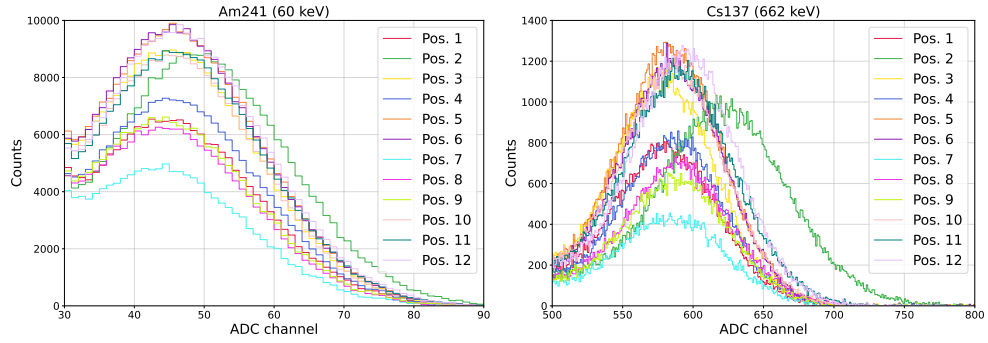 Am241 (60 keV)
10000
8000
6000
4000
2000
0
Counts
30
40
50
60
70
80
90
ADC channel
Pos. 1
Pos. 2
Pos. 3
Pos. 4
Pos. 5
Pos. 6
Pos. 7
Pos. 8
Pos. 9
Pos. 10
Pos. 11
Pos. 12
Cs137 (662 keV)
1400
1200
1000
800
600
400
200
0
Counts
500
550
600
650
700
750
800
ADC channel
Pos. 1
Pos. 2
Pos. 3
Pos. 4
Pos. 5
Pos. 6
Pos. 7
Pos. 8
Pos. 9
Pos. 10
Pos. 11
Pos. 12